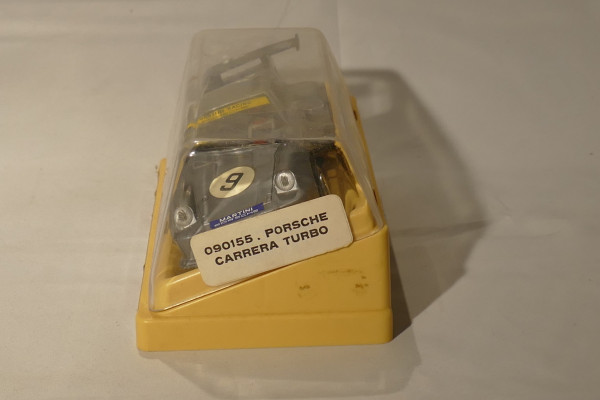 9
MARTINI
090155. PORSCHE
CARRERA TURBO